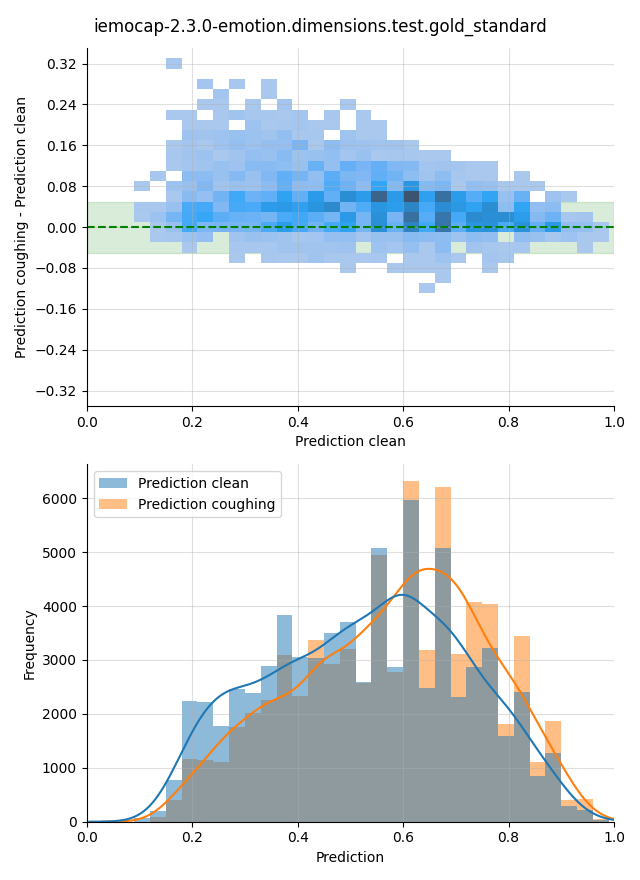 iemocap-2.3.0-emotion.dimensions.test.gold_standard
Prediction coughing - Prediction clean
0.32
0.24
0.16
0.08
0.00
−0.08
−0.16
−0.24
−0.32
0.0 0.2 0.4 0.6 0.8 1.0
Prediction clean
Prediction clean
Prediction coughing
Frequency
6000
5000
4000
3000
2000
1000
0
0.0 0.2 0.4 0.6 0.8 1.0
Prediction